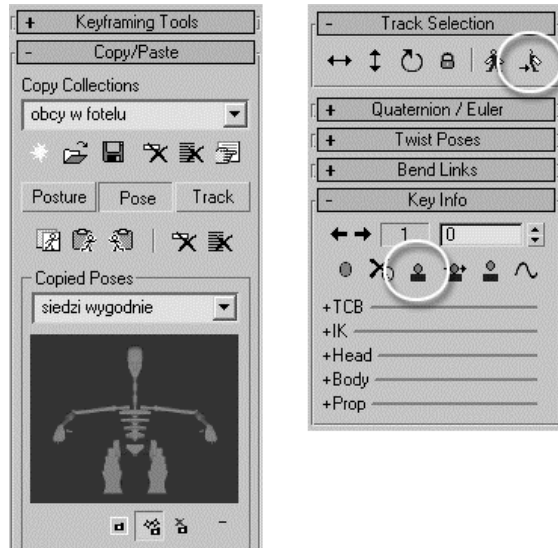 + Keyframing Tools
- Copy/Paste
Copy Collections
obcy w fotelu
Posture Pose Track
Copied Poses
siedzi wygodnie
- Track Selection
+ Quaternion / Euler
+ Twist Poses
+ Bend Links
- Key Info
1 0
+TCB
+IK
+Head
+Body
+Prop